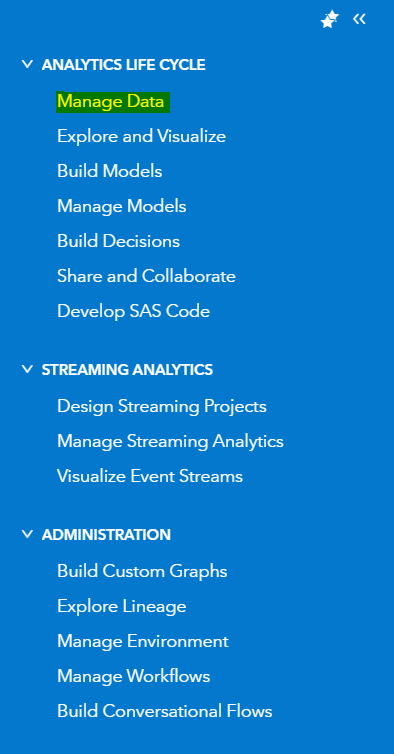 ANALYTICS LIFE CYCLE
Manage Data
Explore and Visualize
Build Models
Manage Models
Build Decisions
Share and Collaborate
Develop SAS Code
STREAMING ANALYTICS
Design Streaming Projects
Manage Streaming Analytics
Visualize Event Streams
ADMINISTRATION
Build Custom Graphs
Explore Lineage
Manage Environment
Manage Workflows
Build Conversational Flows